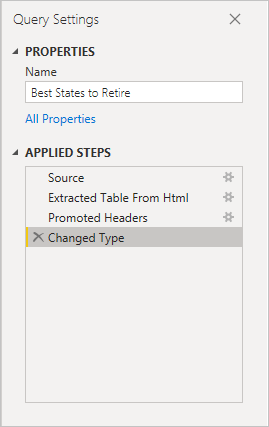 Query Settings
PROPERTIES
Name
Best States to Retire
All Properties
APPLIED STEPS
Source
Extracted Table From Html
Promoted Headers
Changed Type